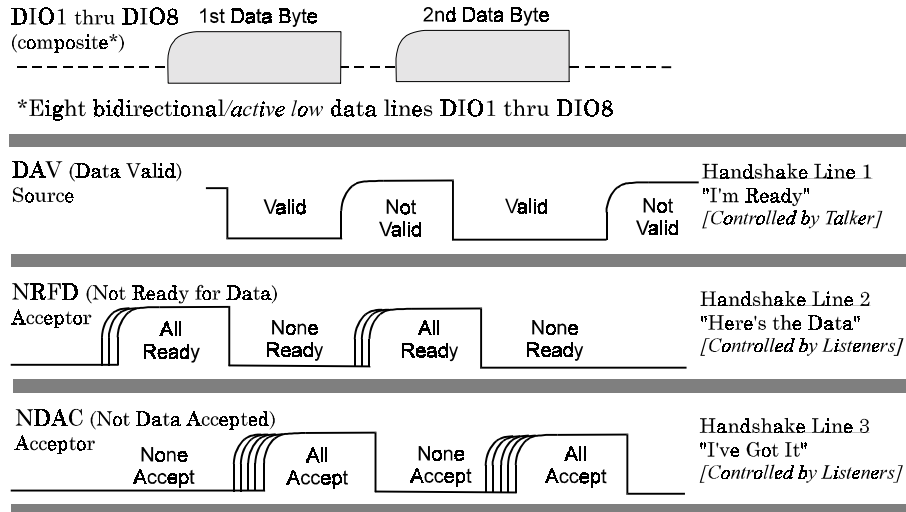 DIO1 thru DIO8
(composite*)
1st Data Byte
2nd Data Byte
*Eight bidirectional/active low data lines DIO1 thru DIO8
DAV (Data Valid)
Source
Valid
Not
Valid
Valid
Not
Valid
Handshake Line 1
"I'm Ready"
[Controlled by Talker]
NRFD (Not Ready for Data)
Acceptor
All
Ready
None
Ready
All
Ready
None
Ready
Handshake Line 2
"Here's the Data"
[Controlled by Listeners]
NDAC (Not Data Accepted)
Acceptor
None
Accept
All
Accept
None
Accept
All
Accept
Handshake Line 3
"I've Got It"
[Controlled by Listeners]